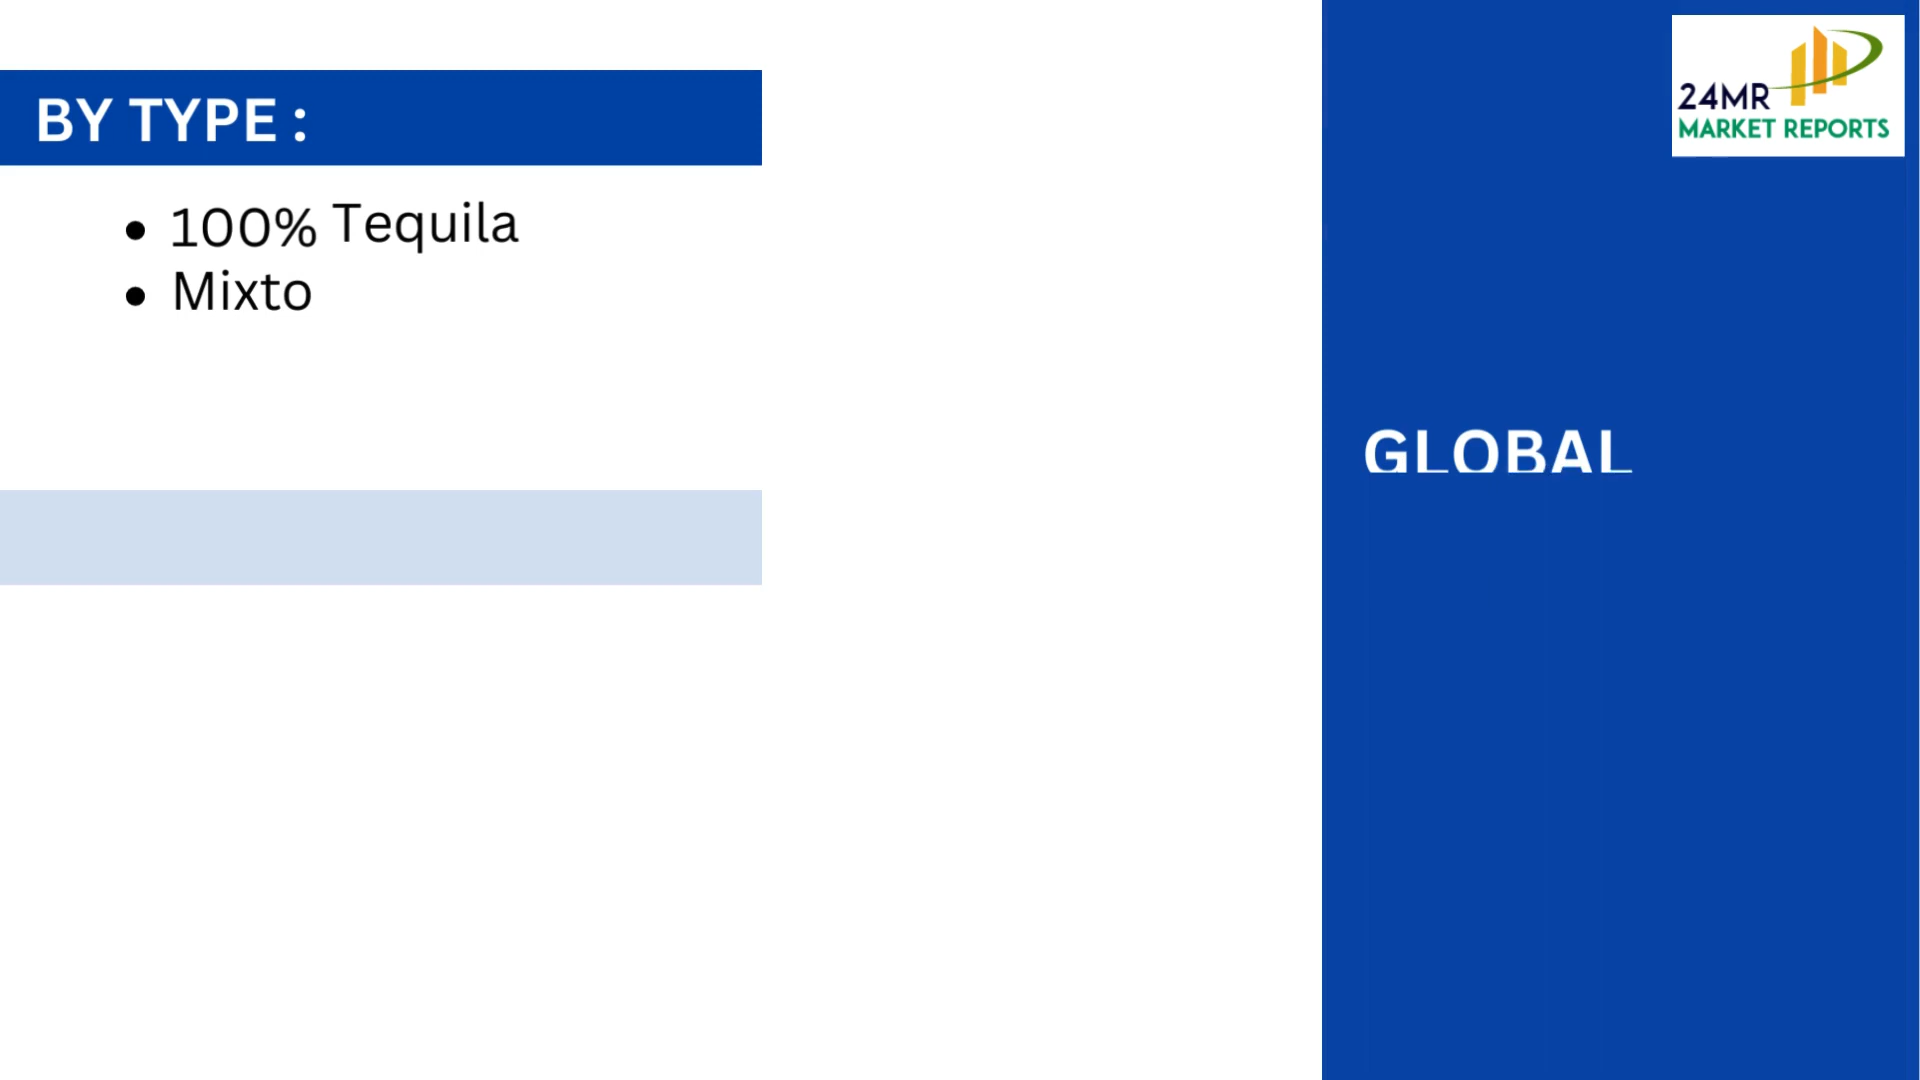 BY TYPE :
• 100% Tequila
• Mixto
24MR
MARKET REPORTS
GLOBAL